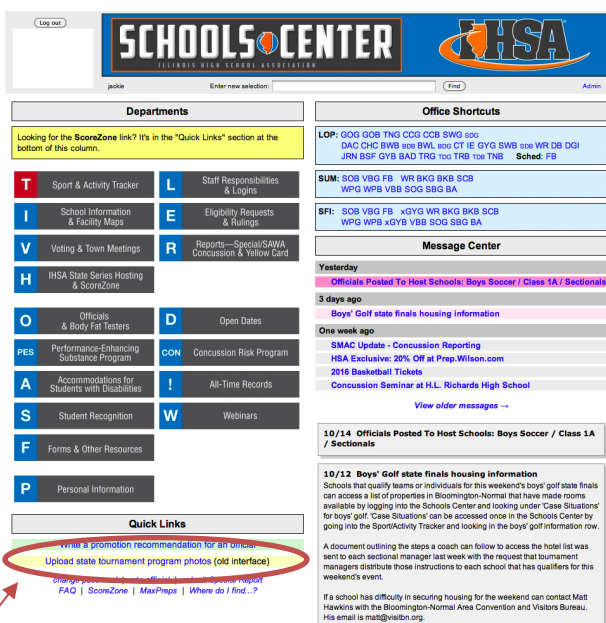 Log out
SCHOOLS CENTER
ILLINOIS HIGH SCHOOL ASSOCIATION
IHSA
jackie Enter new selection: Find Admin
Departments
Looking for the ScoreZone link? It's in the "Quick Links" section at the
bottom of this column.
T Sport & Activity Tracker
L Staff Responsibilities
& Logins
I School Information
& Facility Maps
E Eligibility Requests
& Rulings
V Voting & Town Meetings
R Reports—Special/SAWA
Concussion & Yellow Card
H IHSA State Series Hosting
& ScoreZone
O Officials
& Body Fat Testers
D Open Dates
PES Performance-Enhancing
Substance Program
CON Concussion Risk Program
A Accommodations for
Students with Disabilities
! All-Time Records
S Student Recognition
W Webinars
F Forms & Other Resources
P Personal Information
Quick Links
Write a promotion recommendation for an official
Upload state tournament program photos (old interface)
FAQ | ScoreZone | MaxPreps | Where do I find...?
Office Shortcuts
LOP: GOG GOB TNG CCG CCB SWG SDG
DAC CHC BWB BDB BWL BDG CT IE GYG SWB SDB WR DB DGI
JRN BSF GYB BAD TRG TDG TRB TDB TNB Sched: FB
SUM: SOB VBG FB WR BKG BKB SCB
WPG WPB VBB SOG SBG BA
SFI: SOB VBG FB xGYG WR BKG BKB SCB
WPG WPB xGYB VBB SOG SBG BA
Message Center
Yesterday
Officials Posted To Host Schools: Boys Soccer / Class 1A / Sectionals
3 days ago
Boys' Golf state finals housing information
One week ago
SMAC Update - Concussion Reporting
HSA Exclusive: 20% Off at Prep.Wilson.com
2016 Basketball Tickets
Concussion Seminar at H.L. Richards High School
View older messages →
10/14 Officials Posted To Host Schools: Boys Soccer / Class 1A
/ Sectionals
10/12 Boys' Golf state finals housing information
Schools that qualify teams or individuals for this weekend's boys' golf state finals
can access a list of properties in Bloomington-Normal that have made rooms
available by logging into the Schools Center and looking under 'Case Situations'
for boys' golf. 'Case Situations' can be accessed once in the Schools Center by
going into the Sport/Activity Tracker and looking in the boys' golf information row.
A document outlining the steps a coach can follow to access the hotel list was
sent to each sectional manager last week with the request that tournament
managers distribute those instructions to each school that has qualifiers for this
weekend's event.
If a school has difficulty in securing housing for the weekend can contact Matt
Hawkins with the Bloomington-Normal Area Convention and Visitors Bureau.
His email is matt@visitbn.org.